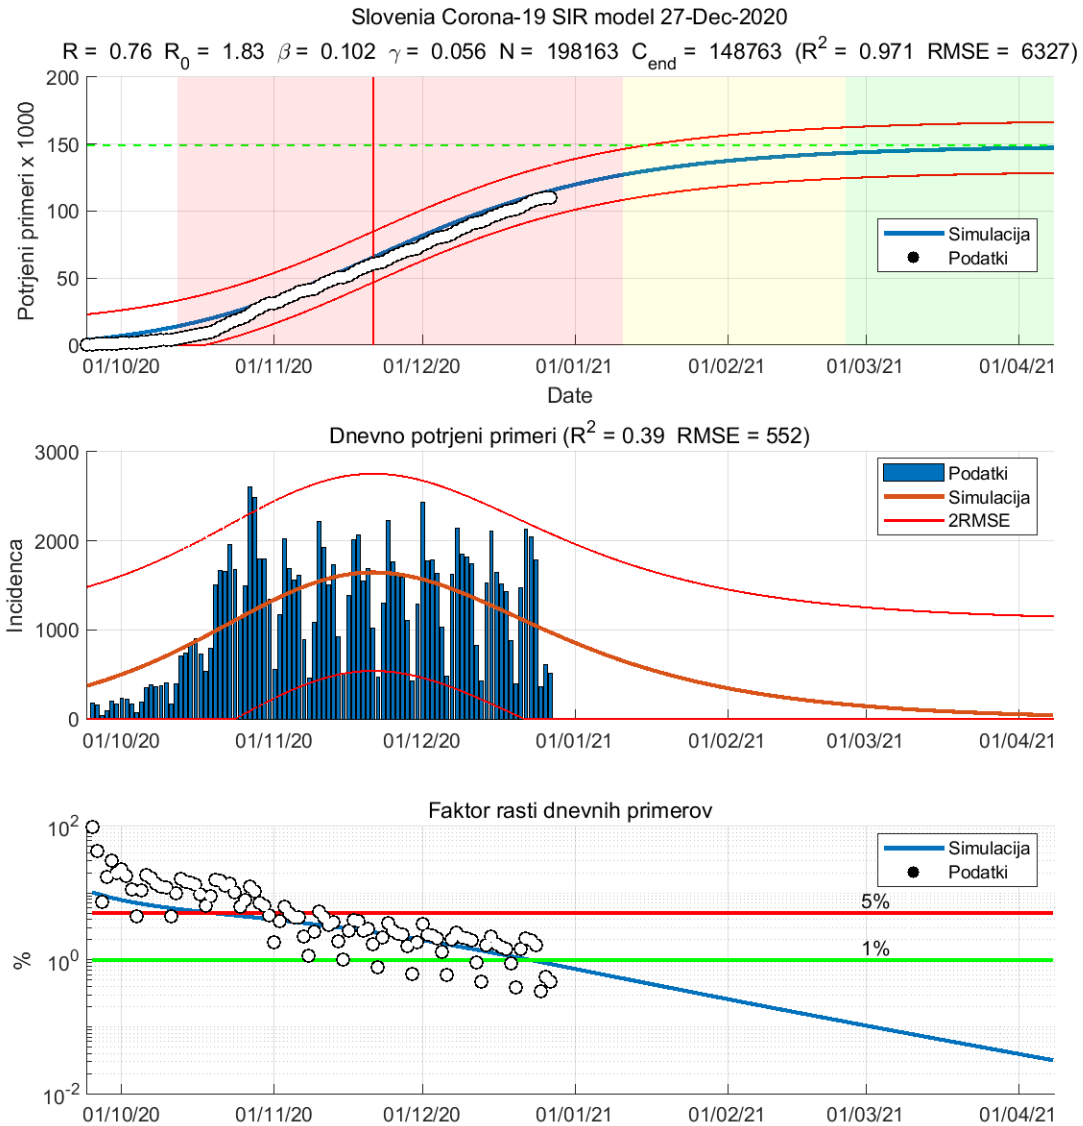 Slovenia Corona-19 SIR model 27-Dec-2020
R = 0.76 R0 = 1.83 β = 0.102 γ = 0.056 N = 198163 Cend = 148763 (R2 = 0.971 RMSE = 6327)
Potrjeni primeri x 1000
200
150
100
50
0
Simulacija
Podatki
01/10/20 01/11/20 01/12/20 01/01/21 01/02/21 01/03/21 01/04/21
Date
Dnevno potrjeni primeri (R2 = 0.39 RMSE = 552)
Incidenca
3000
2000
1000
0
Podatki
Simulacija
2RMSE
01/10/20 01/11/20 01/12/20 01/01/21 01/02/21 01/03/21 01/04/21
Faktor rasti dnevnih primerov
%
10^2
10^0
10^-2
Simulacija
Podatki
5%
1%
01/10/20 01/11/20 01/12/20 01/01/21 01/02/21 01/03/21 01/04/21